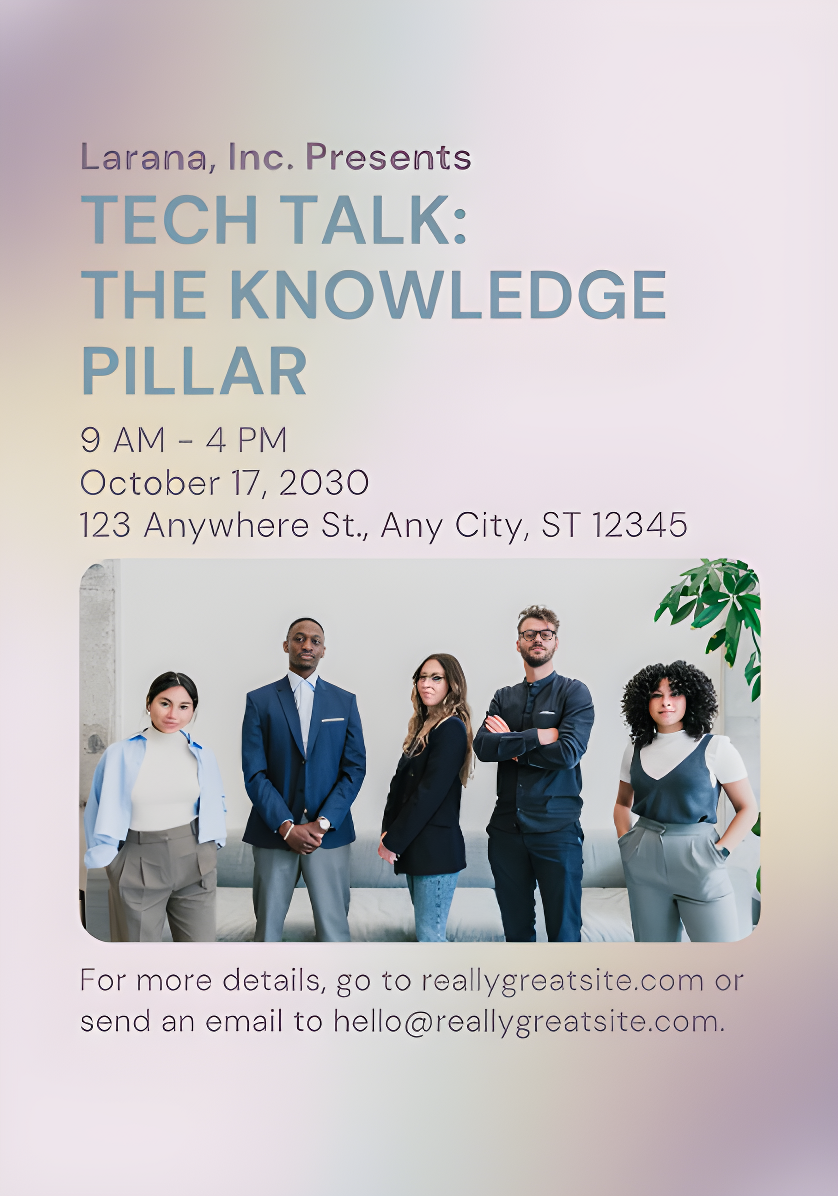 Larana, Inc. Presents
TECH TALK:
THE KNOWLEDGE
PILLAR
9 AM - 4 PM
October 17, 2030
123 Anywhere St., Any City, ST 12345
For more details, go to reallygreatsite.com or
send an email to hello@reallygreatsite.com.